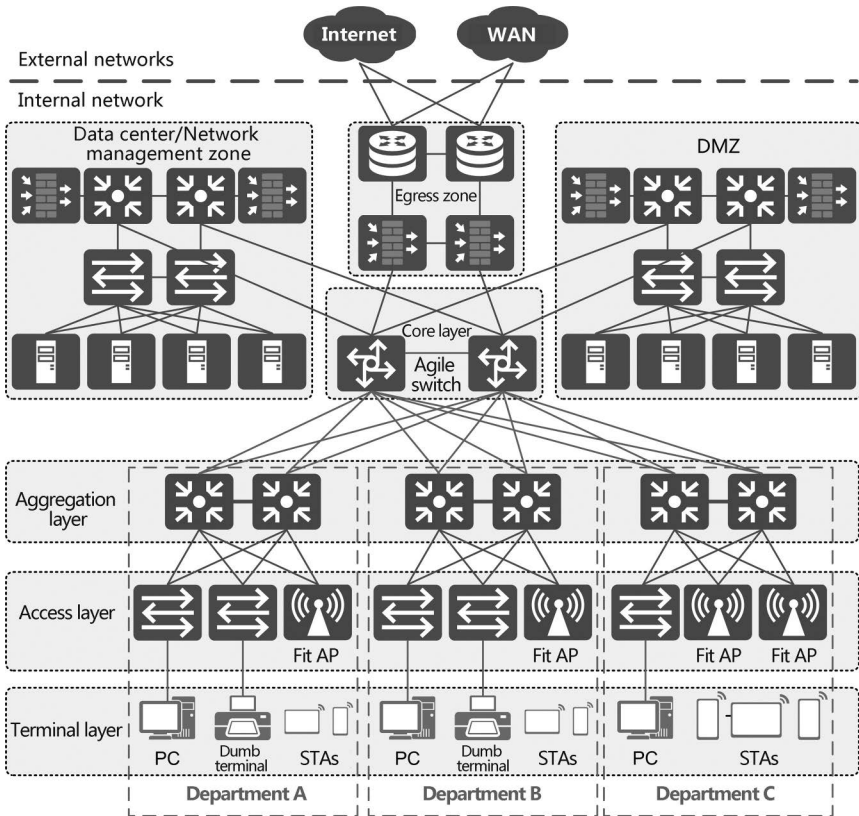 Internet
WAN
External networks
Internal network
Data center/Network
management zone
DMZ
Egress zone
Core layer
Agile
switch
Aggregation
layer
Access layer
Fit AP
Fit AP
Fit AP
Fit AP
Terminal layer
PC
Dumb
terminal
STAs
PC
Dumb
terminal
STAs
PC
STAs
Department A
Department B
Department C